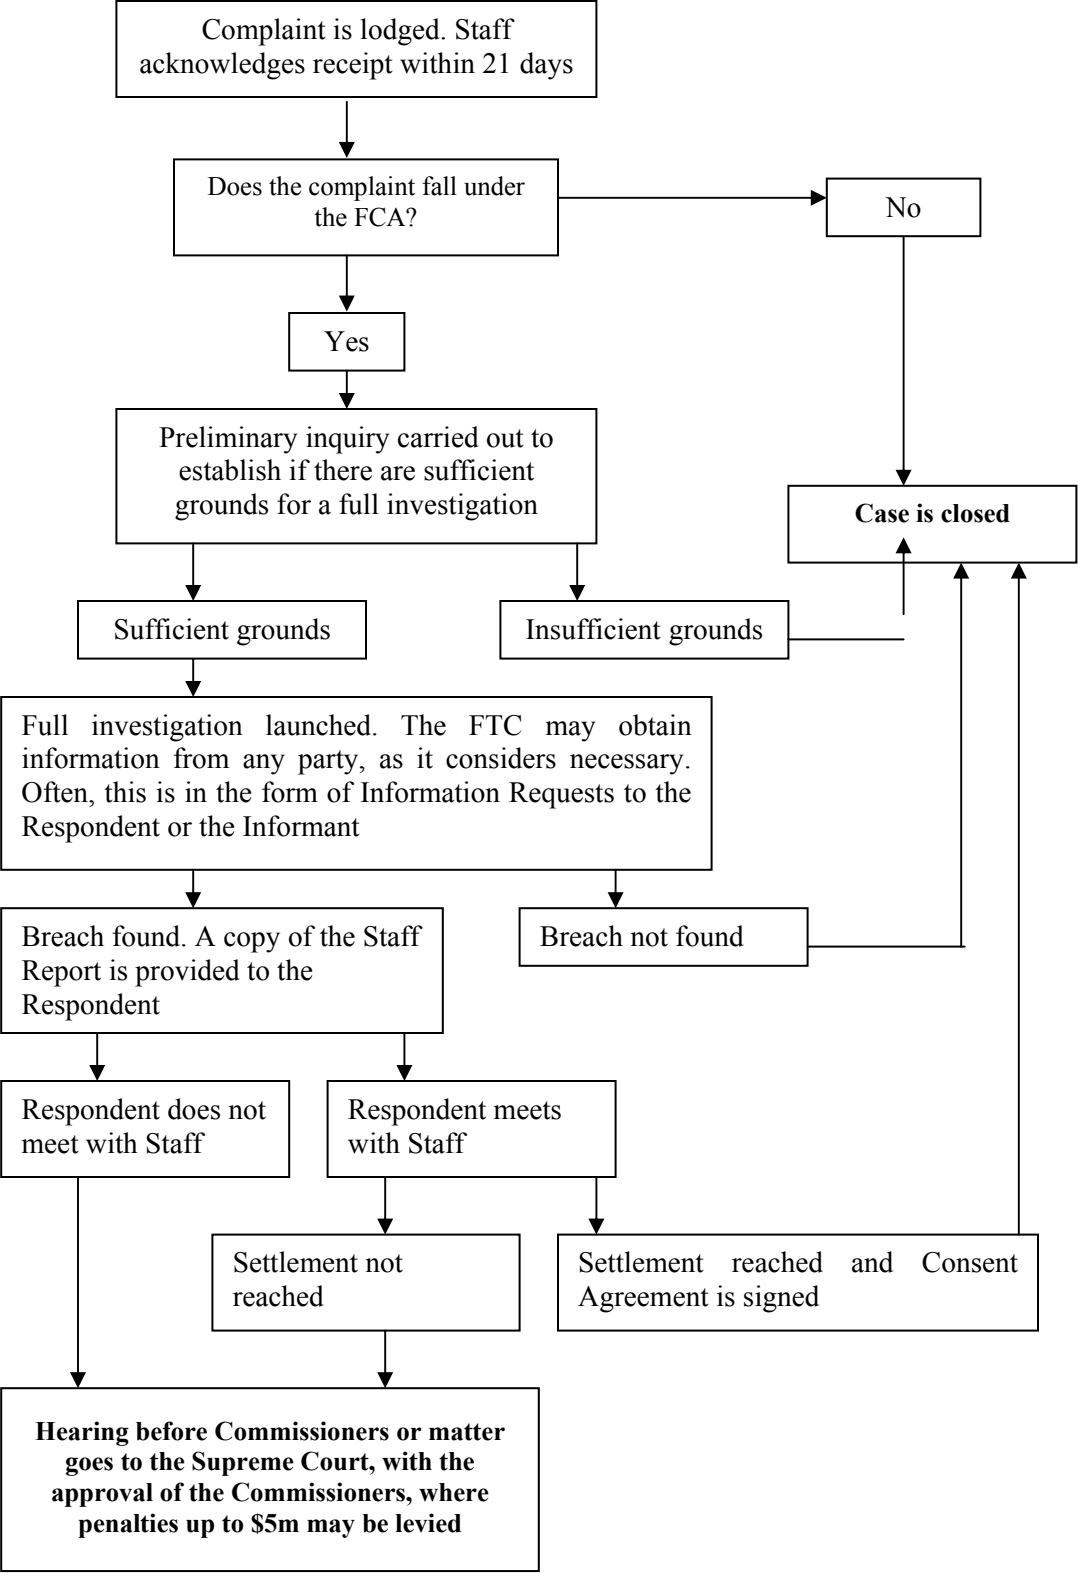 Complaint is lodged. Staff
acknowledges receipt within 21 days
Does the complaint fall under
the FCA?
No
Yes
Preliminary inquiry carried out to
establish if there are sufficient
grounds for a full investigation
Case is closed
Sufficient grounds
Insufficient grounds
Full investigation launched. The FTC may obtain
information from any party, as it considers necessary.
Often, this is in the form of Information Requests to the
Respondent or the Informant
Breach found. A copy of the Staff
Report is provided to the
Respondent
Breach not found
Respondent does not
meet with Staff
Respondent meets
with Staff
Settlement not
reached
Settlement reached and Consent
Agreement is signed
Hearing before Commissioners or matter
goes to the Supreme Court, with the
approval of the Commissioners, where
penalties up to $5m may be levied